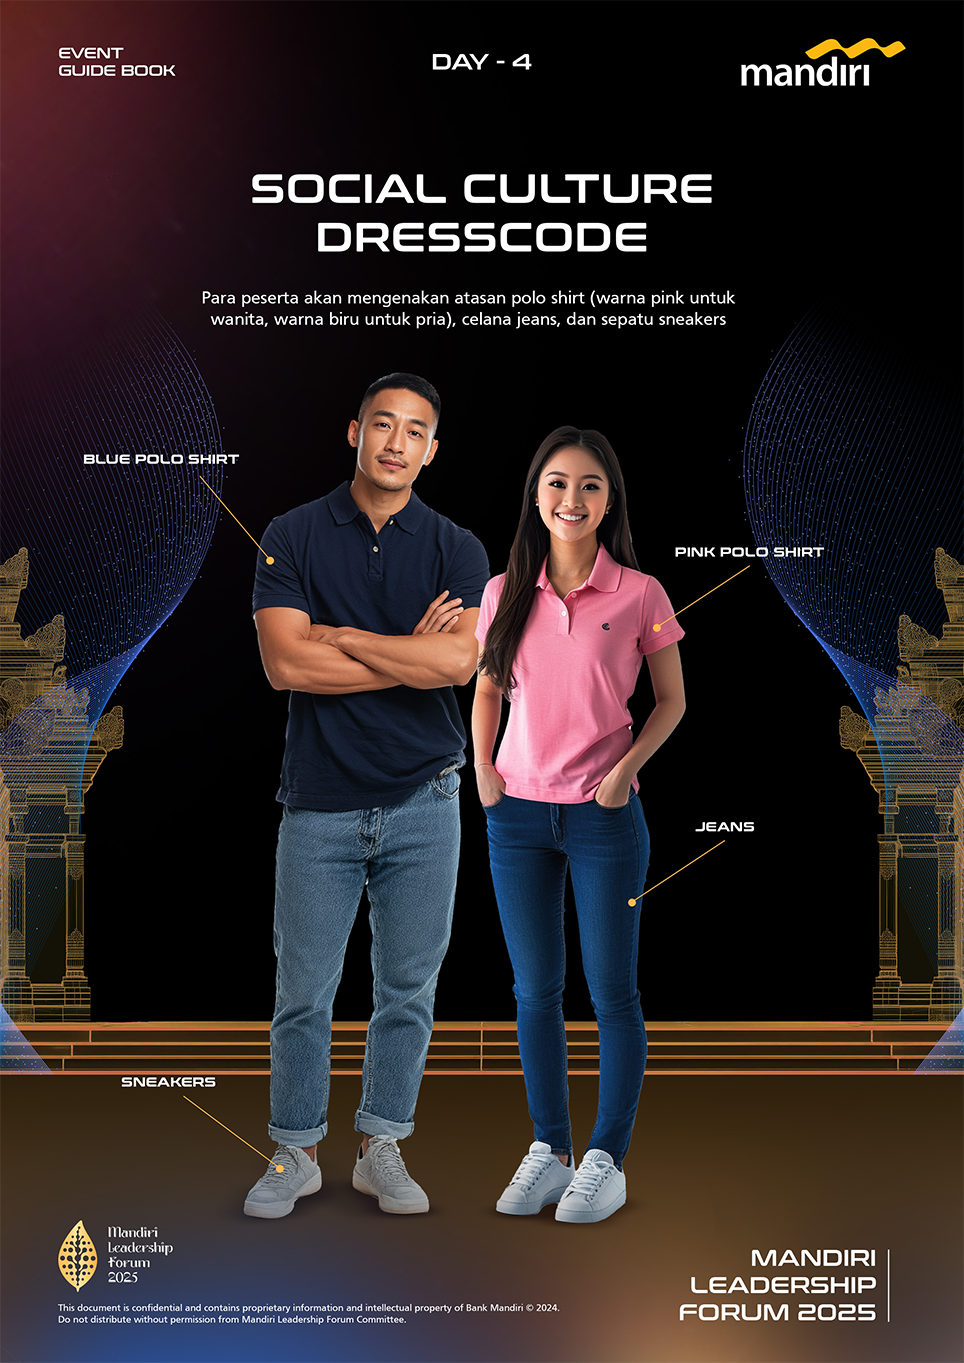 EVENT
GUIDE BOOK
DAY - 4
mandiri
SOCIAL CULTURE
DRESSCODE
Para peserta akan mengenakan atasan polo shirt (warna pink untuk
wanita, warna biru untuk pria), celana jeans, dan sepatu sneakers
BLUE POLO SHIRT
PINK POLO SHIRT
JEANS
SNEAKERS
Mandiri
Leadership
Forum
2025
This document is confidential and contains proprietary information and intellectual property of Bank Mandiri © 2024.
Do not distribute without permission from Mandiri Leadership Forum Committee.
MANDIRI
LEADERSHIP
FORUM 2025